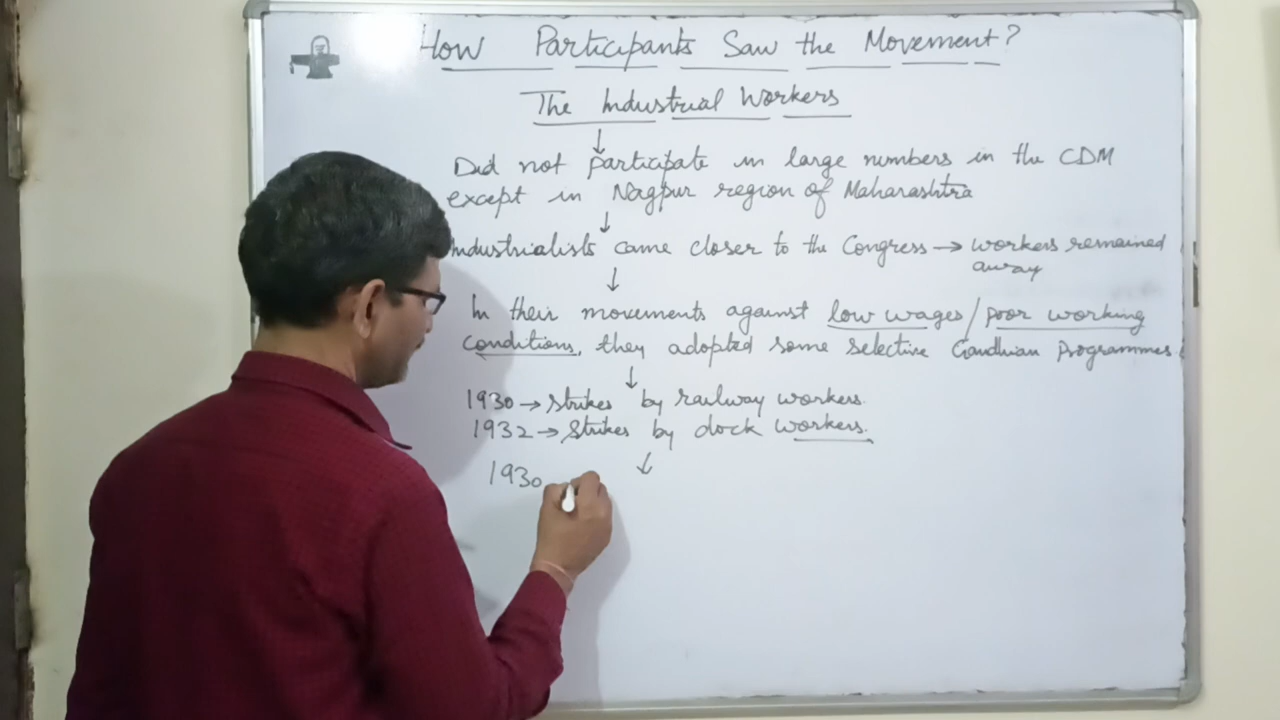 How Participants Saw the Movement?
The Industrial Workers
↓
Did not participate in large numbers in the CDM
except in Nagpur region of Maharashtra
↓
Industrialists came closer to the Congress → workers remained
away
↓
In their movements against low wages/poor working
conditions, they adopted some selective Gandhian Programmes
↓
1930 → Strikes by railway workers.
1932 → Strikes by dock workers.
↓
1930